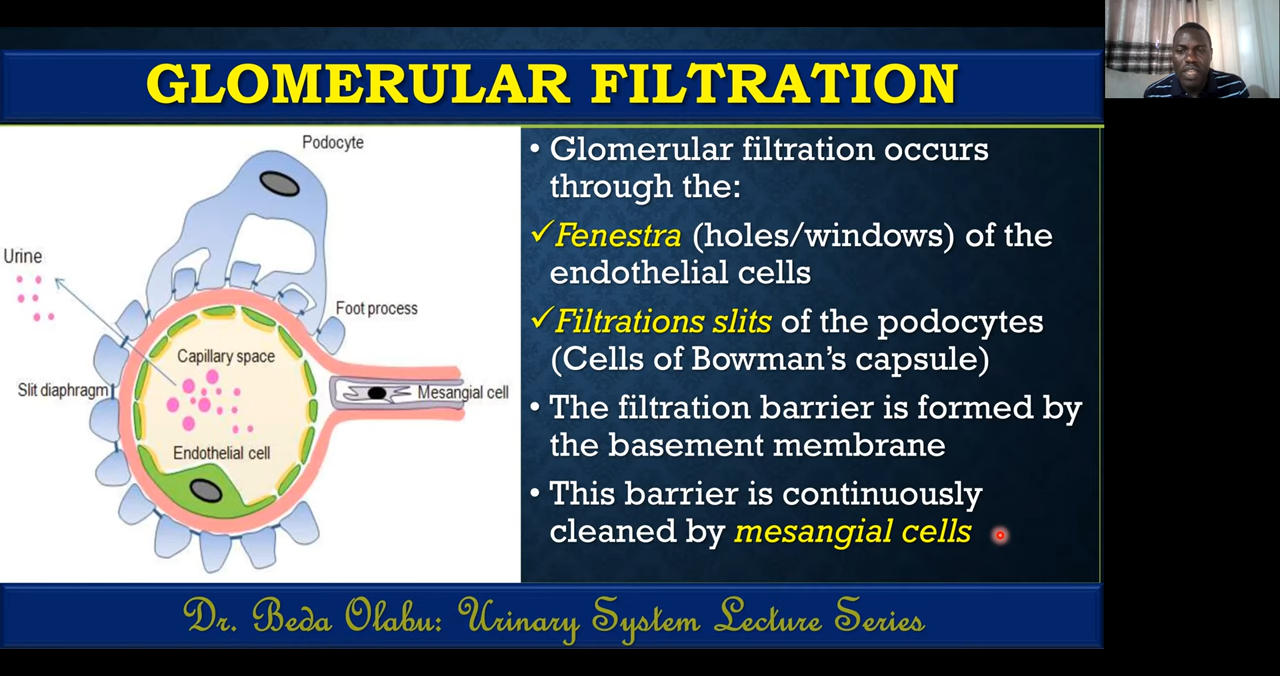 GLOMERULAR FILTRATION
Podocyte
Urine
Foot process
Capillary space
Slit diaphragm
Mesangial cell
Endothelial cell
• Glomerular filtration occurs
through the:
✓Fenestra (holes/windows) of the
endothelial cells
✓Filtrations slits of the podocytes
(Cells of Bowman's capsule)
• The filtration barrier is formed by
the basement membrane
• This barrier is continuously
cleaned by mesangial cells
Dr. Beda Olabu: Urinary System Lecture Series